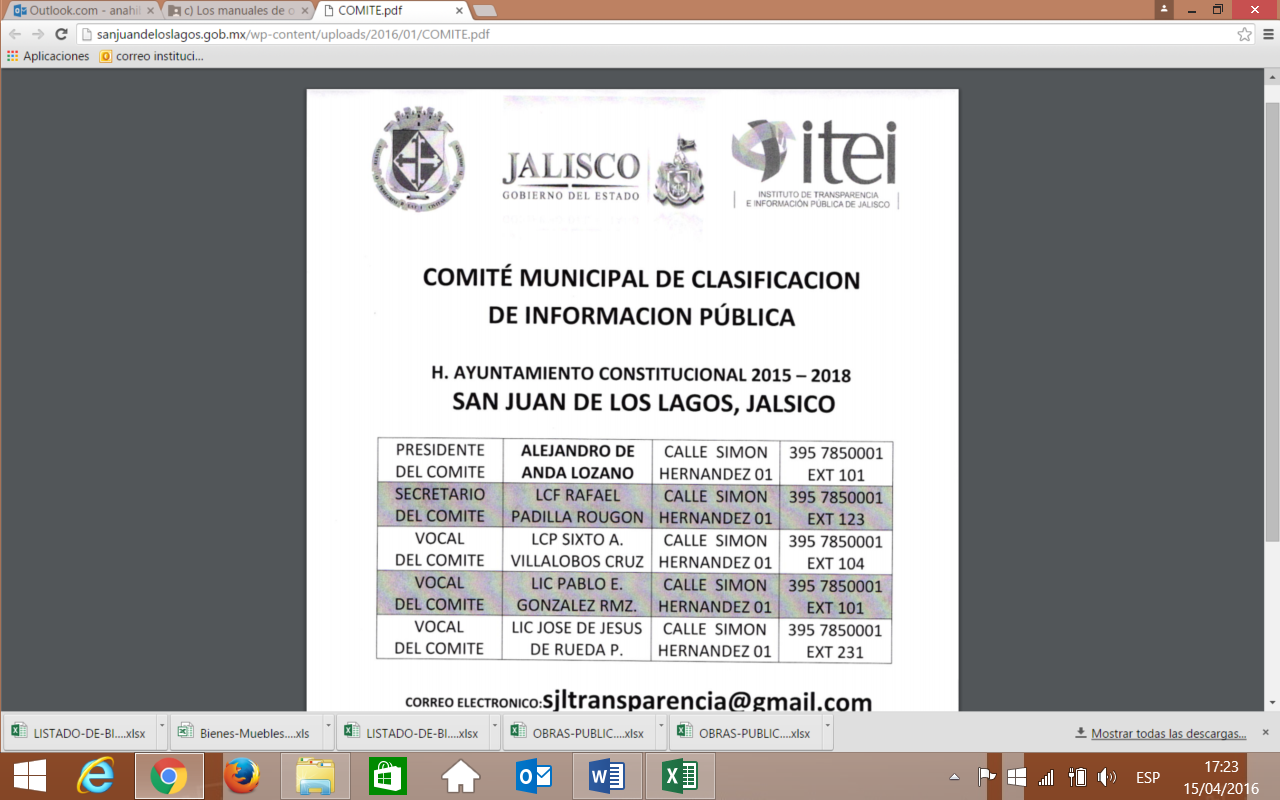 Outlook.com - anahi
c) Los manuales de o
COMITE.pdf
sanjuandeloslagos.gob.mx/wp-content/uploads/2016/01/COMITE.pdf
Aplicaciones correo instituci...
JALISCO
GOBIERNO DEL ESTADO
itei
INSTITUTO DE TRANSPARENCIA
E INFORMACIÓN PÚBLICA DE JALISCO
COMITÉ MUNICIPAL DE CLASIFICACION
DE INFORMACION PÚBLICA
H. AYUNTAMIENTO CONSTITUCIONAL 2015 – 2018
SAN JUAN DE LOS LAGOS, JALSICO
PRESIDENTE ALEJANDRO DE CALLE SIMON 395 7850001
DEL COMITE ANDA LOZANO HERNANDEZ 01 EXT 101
SECRETARIO LCF RAFAEL CALLE SIMON 395 7850001
DEL COMITE PADILLA ROUGON HERNANDEZ 01 EXT 123
VOCAL LCP SIXTO A. CALLE SIMON 395 7850001
DEL COMITE VILLALOBOS CRUZ HERNANDEZ 01 EXT 104
VOCAL LIC PABLO E. CALLE SIMON 395 7850001
DEL COMITE GONZALEZ RMZ. HERNANDEZ 01 EXT 101
VOCAL LIC JOSE DE JESUS CALLE SIMON 395 7850001
DEL COMITE DE RUEDA P. HERNANDEZ 01 EXT 231
CORREO ELECTRONICO:sjltransparencia@gmail.com
LISTADO-DE-BI....xlsx Bienes-Muebles....xls LISTADO-DE-BI....xlsx OBRAS-PUBLIC....xlsx OBRAS-PUBLIC....xlsx Mostrar todas las descargas...
ESP
17:23
15/04/2016